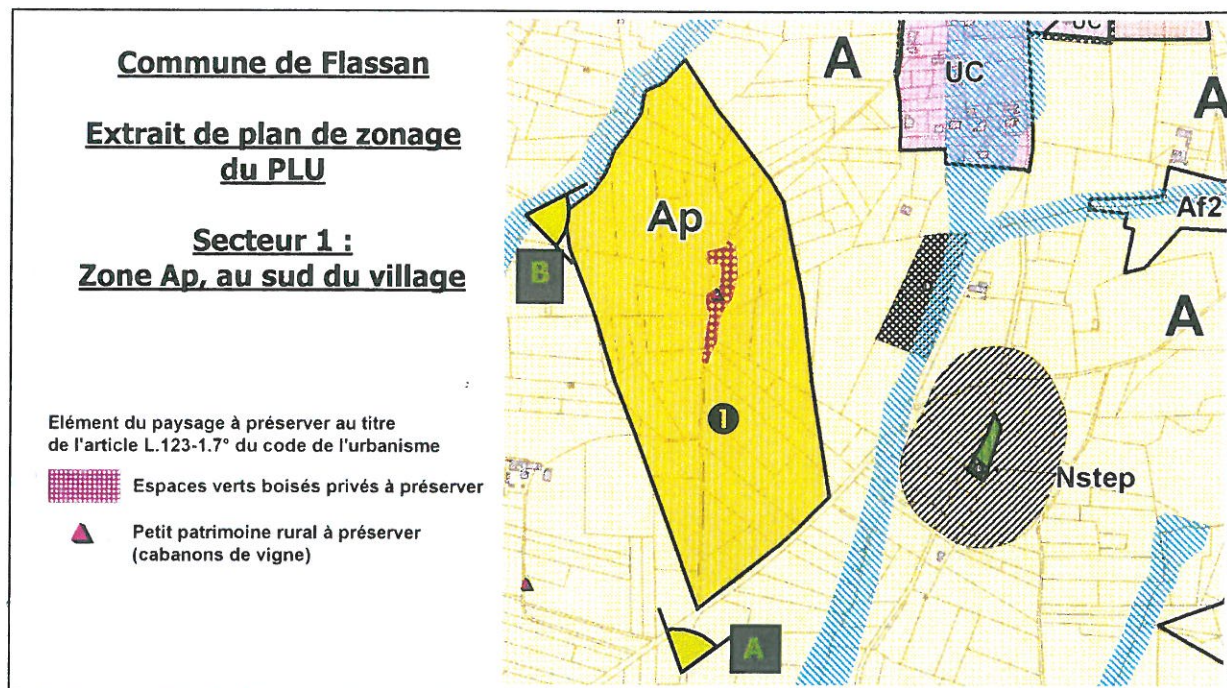 Commune de Flassan
Extrait de plan de zonage
du PLU
Secteur 1 :
Zone Ap, au sud du village
Elément du paysage à préserver au titre
de l'article L.123-1.7° du code de l'urbanisme
Espaces verts boisés privés à préserver
Petit patrimoine rural à préserver
(cabanons de vigne)
A
UC
UC
A
Ap
Af2
B
A
1
Nstep
A